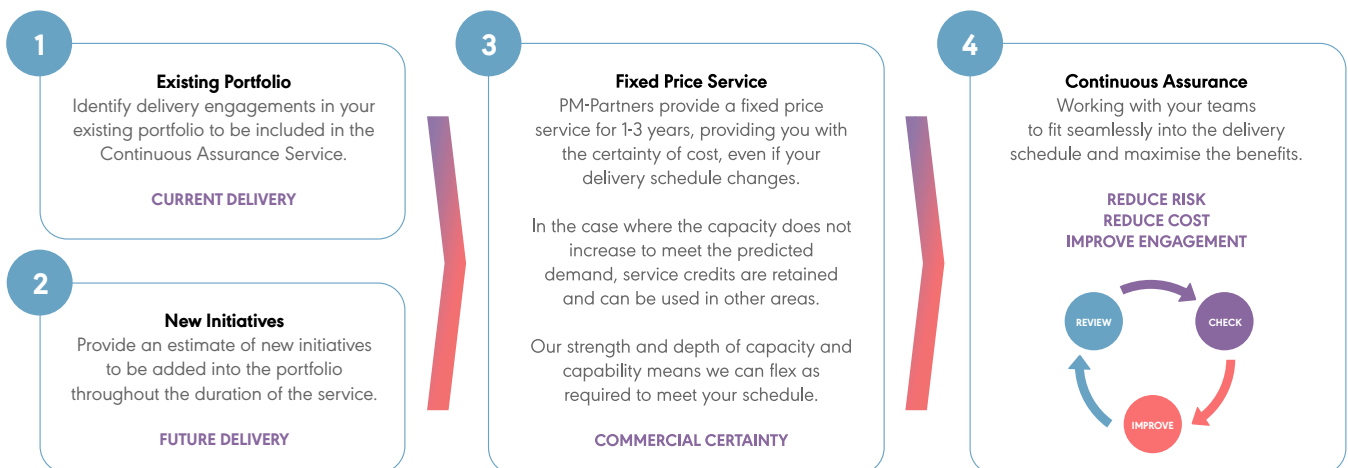 1
Existing Portfolio
Identify delivery engagements in your
existing portfolio to be included in the
Continuous Assurance Service.
CURRENT DELIVERY
2
New Initiatives
Provide an estimate of new initiatives
to be added into the portfolio
throughout the duration of the service.
FUTURE DELIVERY
3
Fixed Price Service
PM-Partners provide a fixed price
service for 1-3 years, providing you with
the certainty of cost, even if your
delivery schedule changes.
In the case where the capacity does not
increase to meet the predicted
demand, service credits are retained
and can be used in other areas.
Our strength and depth of capacity and
capability means we can flex as
required to meet your schedule.
COMMERCIAL CERTAINTY
4
Continuous Assurance
Working with your teams
to fit seamlessly into the delivery
schedule and maximise the benefits.
REDUCE RISK
REDUCE COST
IMPROVE ENGAGEMENT
REVIEW
CHECK
IMPROVE